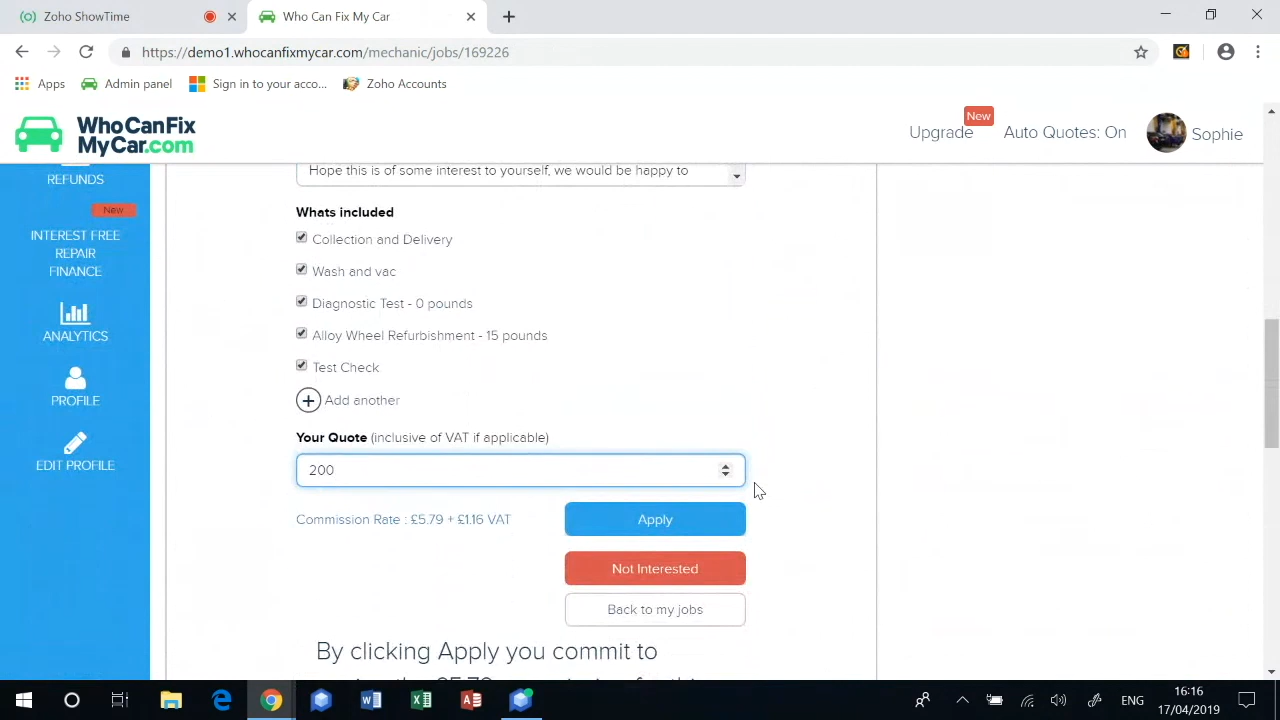 Zoho ShowTime
Who Can Fix My Car
https://demo1.whocanfixmycar.com/mechanic/jobs/169226
Apps
Admin panel
Sign in to your acco...
Zoho Accounts
WhoCanFix
MyCar.com
New
Upgrade
Auto Quotes: On
Sophie
REFUNDS
New
INTEREST FREE
REPAIR
FINANCE
ANALYTICS
PROFILE
EDIT PROFILE
Hope this is of some interest to yourself, we would be happy to
Whats included
Collection and Delivery
Wash and vac
Diagnostic Test - 0 pounds
Alloy Wheel Refurbishment - 15 pounds
Test Check
Add another
Your Quote (inclusive of VAT if applicable)
200
Commission Rate : £5.79 + £1.16 VAT
Apply
Not Interested
Back to my jobs
By clicking Apply you commit to
ENG
16:16
17/04/2019